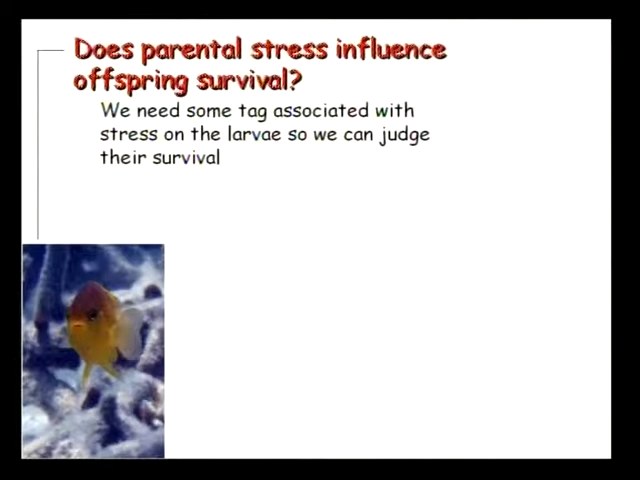 Does parental stress influence
offspring survival?
We need some tag associated with
stress on the larvae so we can judge
their survival